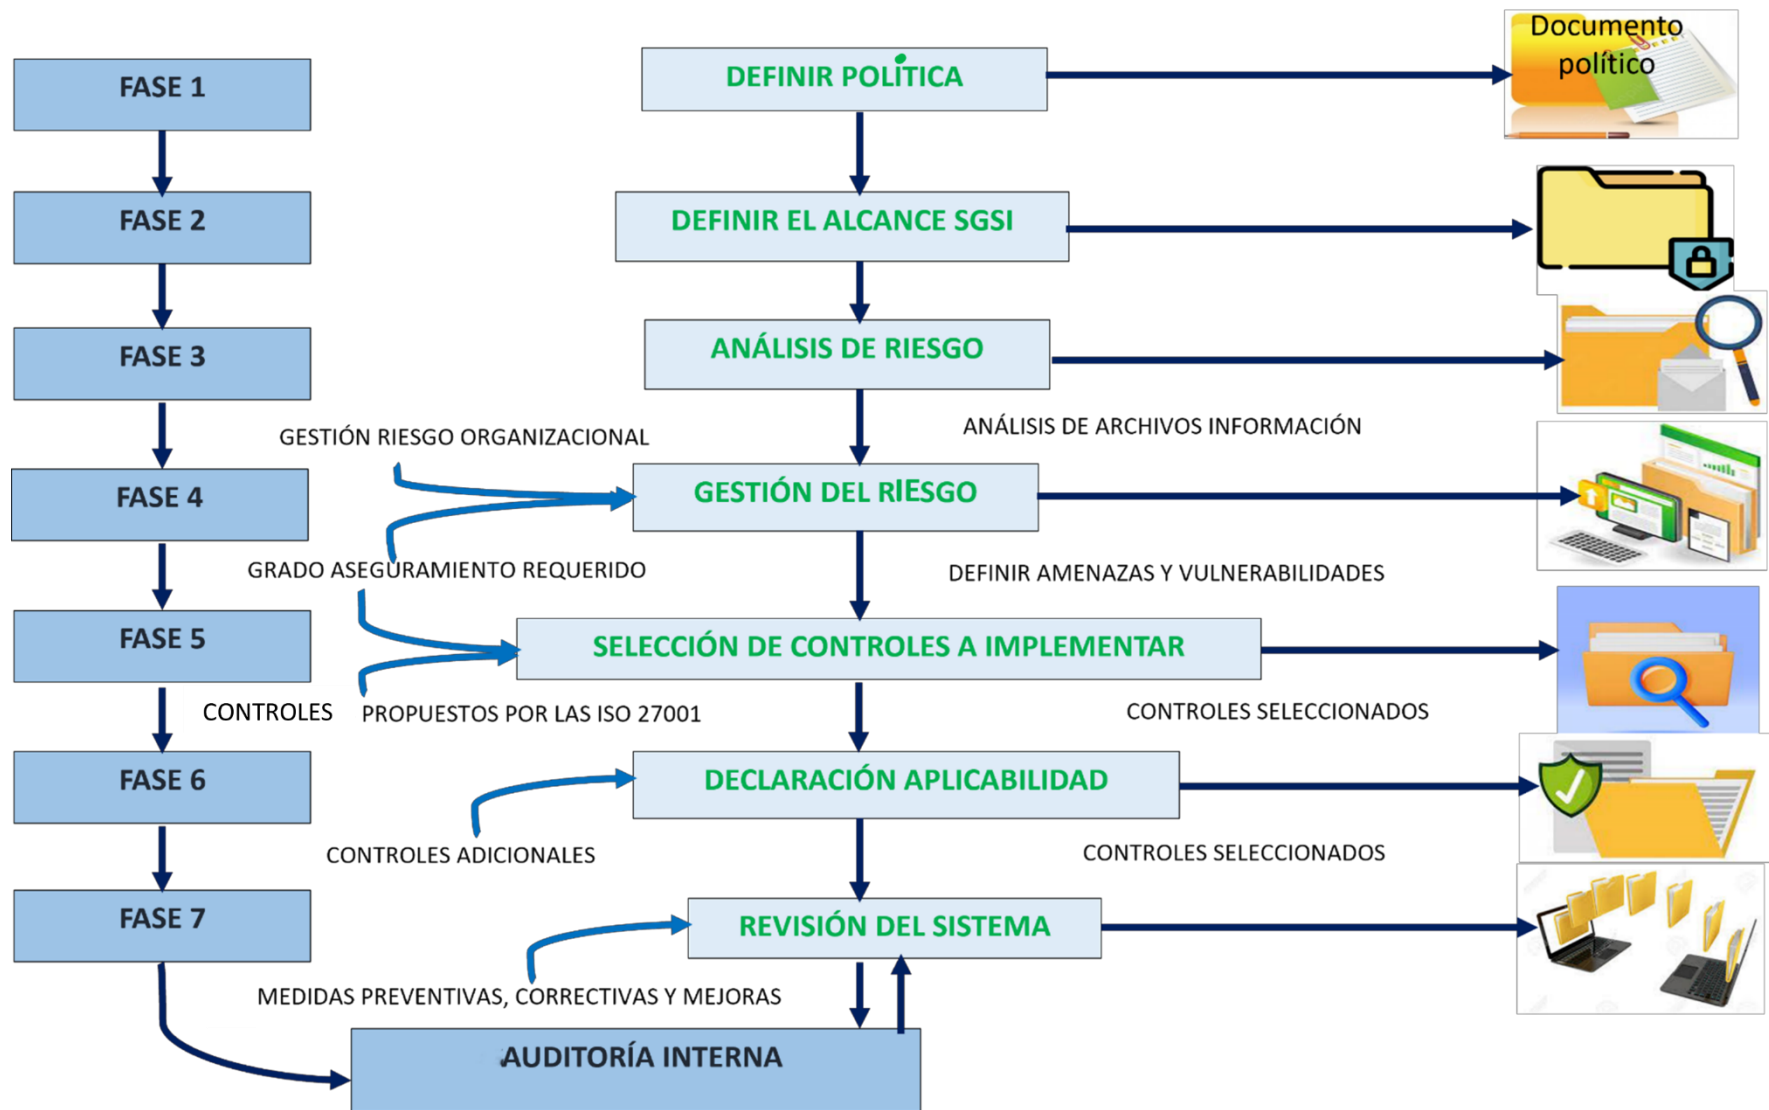 Documento
político
FASE 1
DEFINIR POLÍTICA
FASE 2
DEFINIR EL ALCANCE SGSI
FASE 3
ANÁLISIS DE RIESGO
GESTIÓN RIESGO ORGANIZACIONAL
ANÁLISIS DE ARCHIVOS INFORMACIÓN
FASE 4
GESTIÓN DEL RIESGO
GRADO ASEGURAMIENTO REQUERIDO
DEFINIR AMENAZAS Y VULNERABILIDADES
FASE 5
SELECCIÓN DE CONTROLES A IMPLEMENTAR
CONTROLES PROPUESTOS POR LAS ISO 27001
CONTROLES SELECCIONADOS
FASE 6
DECLARACIÓN APLICABILIDAD
CONTROLES ADICIONALES
CONTROLES SELECCIONADOS
FASE 7
REVISIÓN DEL SISTEMA
MEDIDAS PREVENTIVAS, CORRECTIVAS Y MEJORAS
AUDITORÍA INTERNA